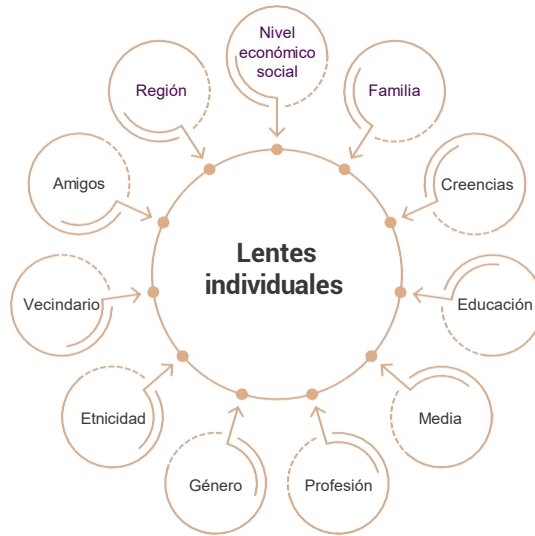 Nivel
económico
social
Región
Familia
Amigos
Creencias
Lentes
individuales
Vecindario
Educación
Etnicidad
Media
Género
Profesión